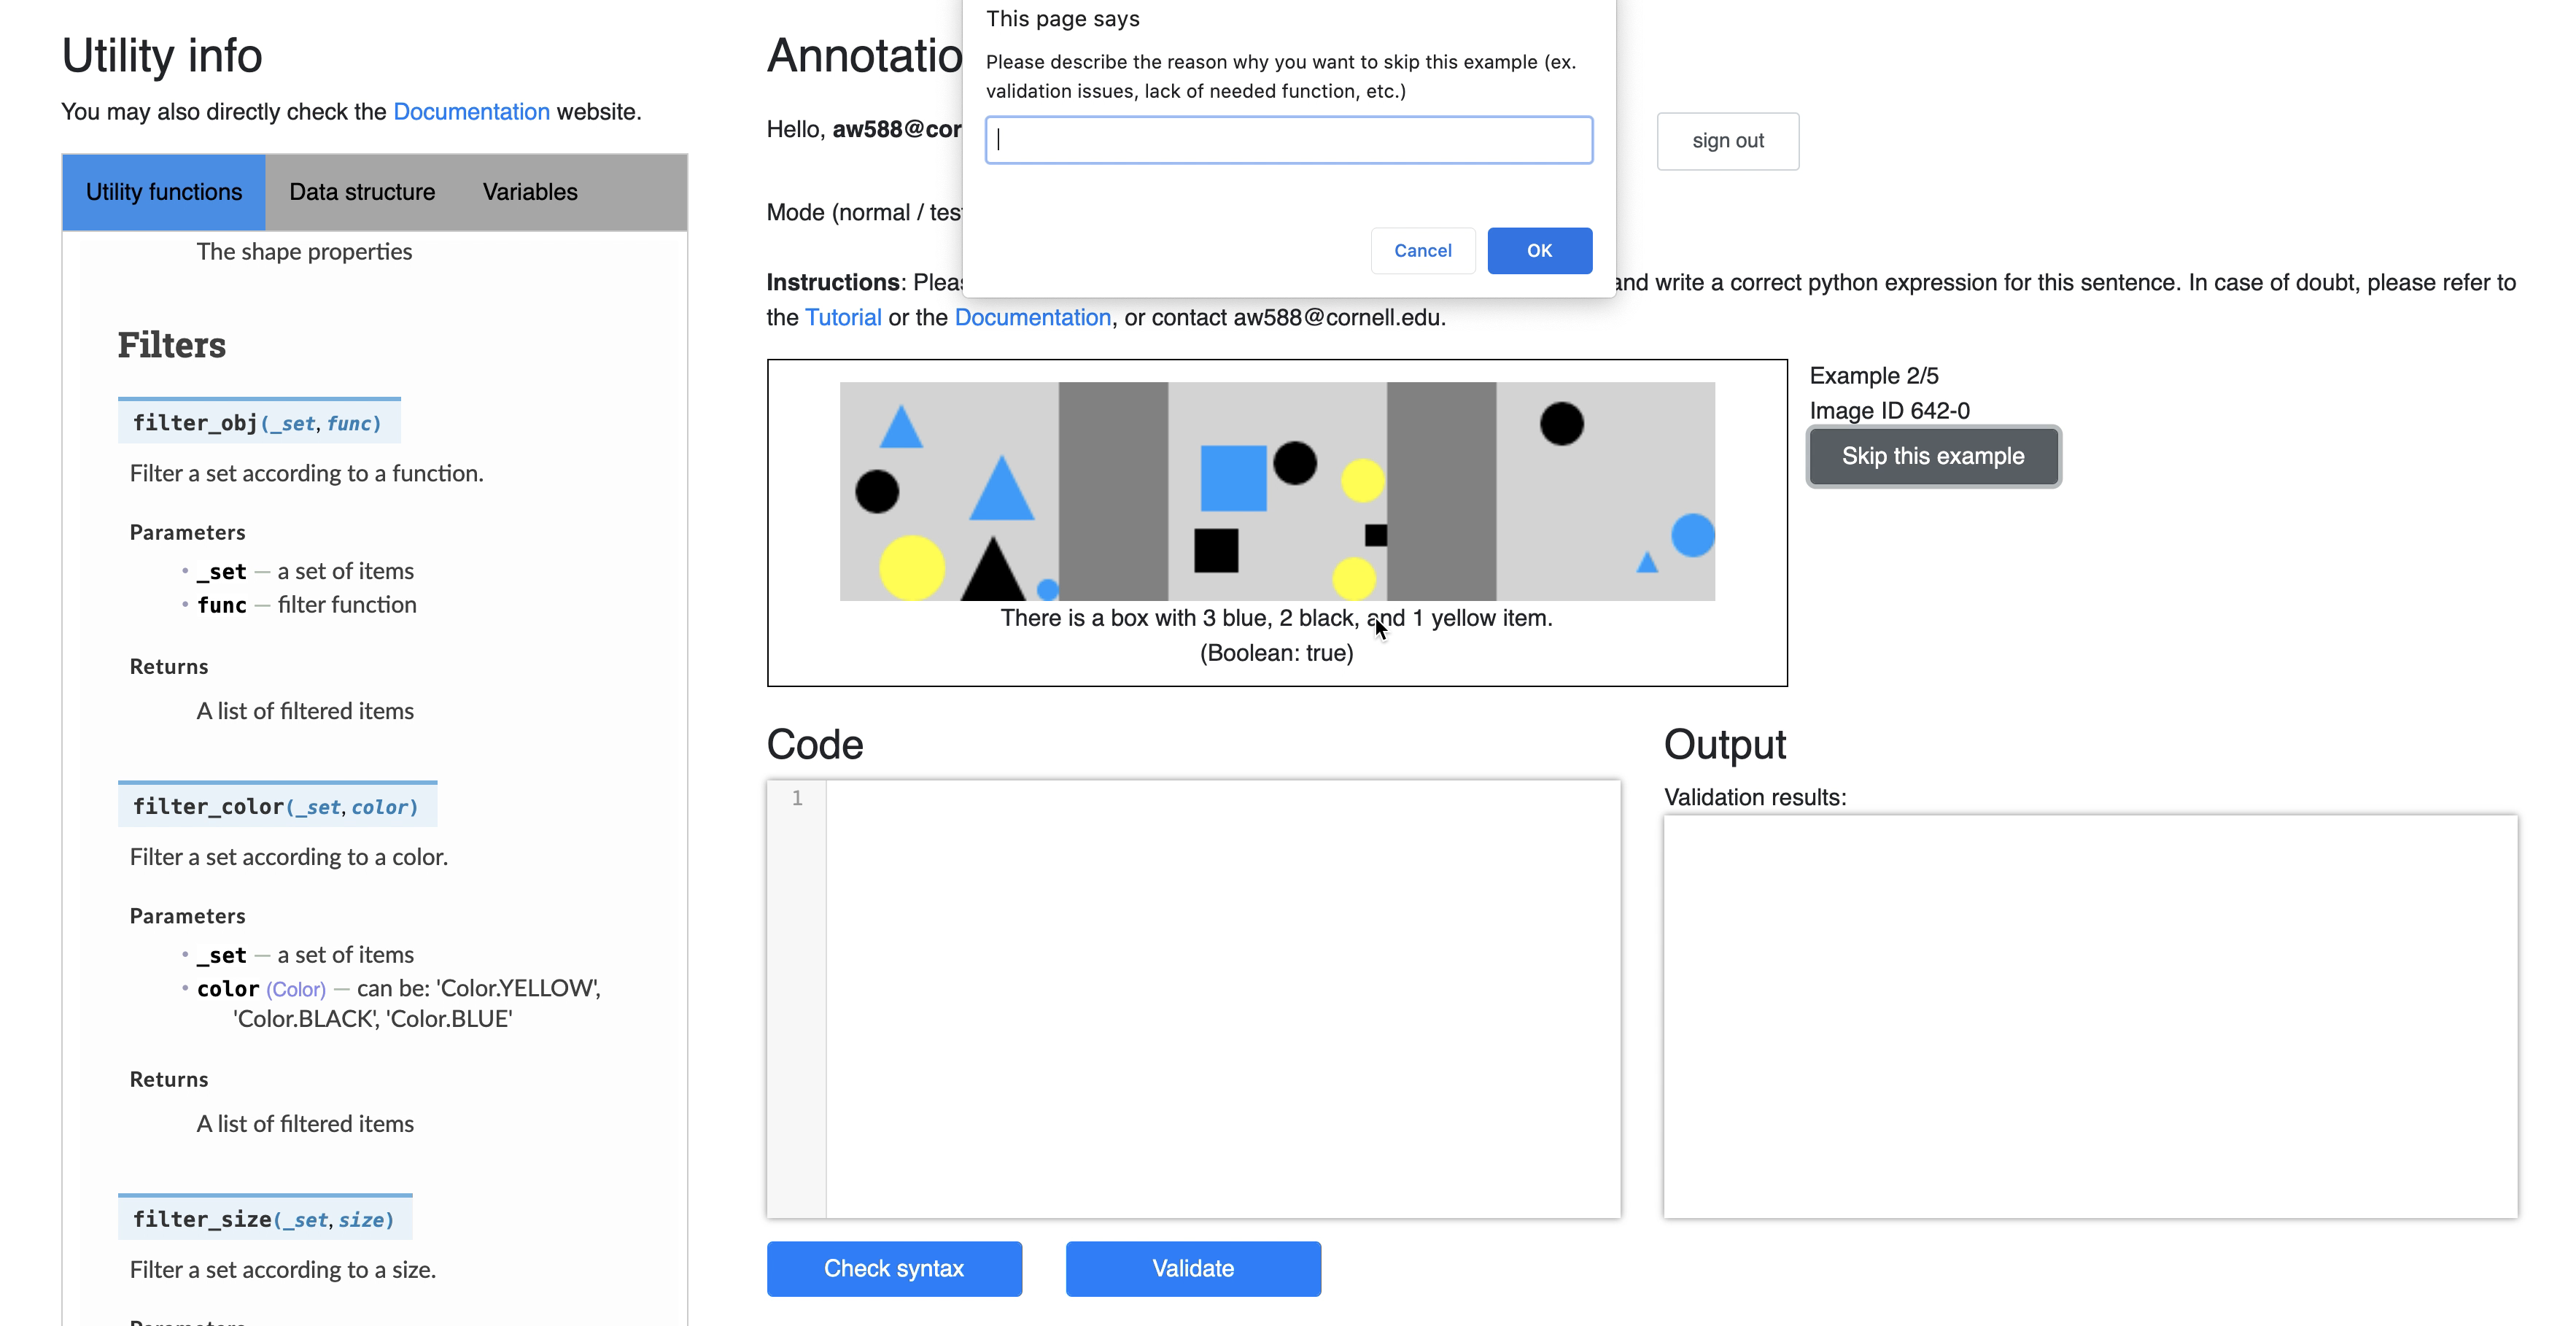 Utility info
You may also directly check the Documentation website.
Utility functions Data structure Variables
The shape properties
Filters
filter_obj(_set, func)
Filter a set according to a function.
Parameters
• _set — a set of items
• func — filter function
Returns
A list of filtered items
filter_color(_set, color)
Filter a set according to a color.
Parameters
• _set — a set of items
• color (Color) — can be: 'Color.YELLOW',
'Color.BLACK', 'Color.BLUE'
Returns
A list of filtered items
filter_size(_set, size)
Filter a set according to a size.
Annotatio
Hello, aw588@cor
sign out
Mode (normal / tes
This page says
Please describe the reason why you want to skip this example (ex.
validation issues, lack of needed function, etc.)
Cancel OK
Instructions: Plea and write a correct python expression for this sentence. In case of doubt, please refer to
the Tutorial or the Documentation, or contact aw588@cornell.edu.
Example 2/5
Image ID 642-0
Skip this example
There is a box with 3 blue, 2 black, and 1 yellow item.
(Boolean: true)
Code
1
Output
Validation results:
Check syntax Validate